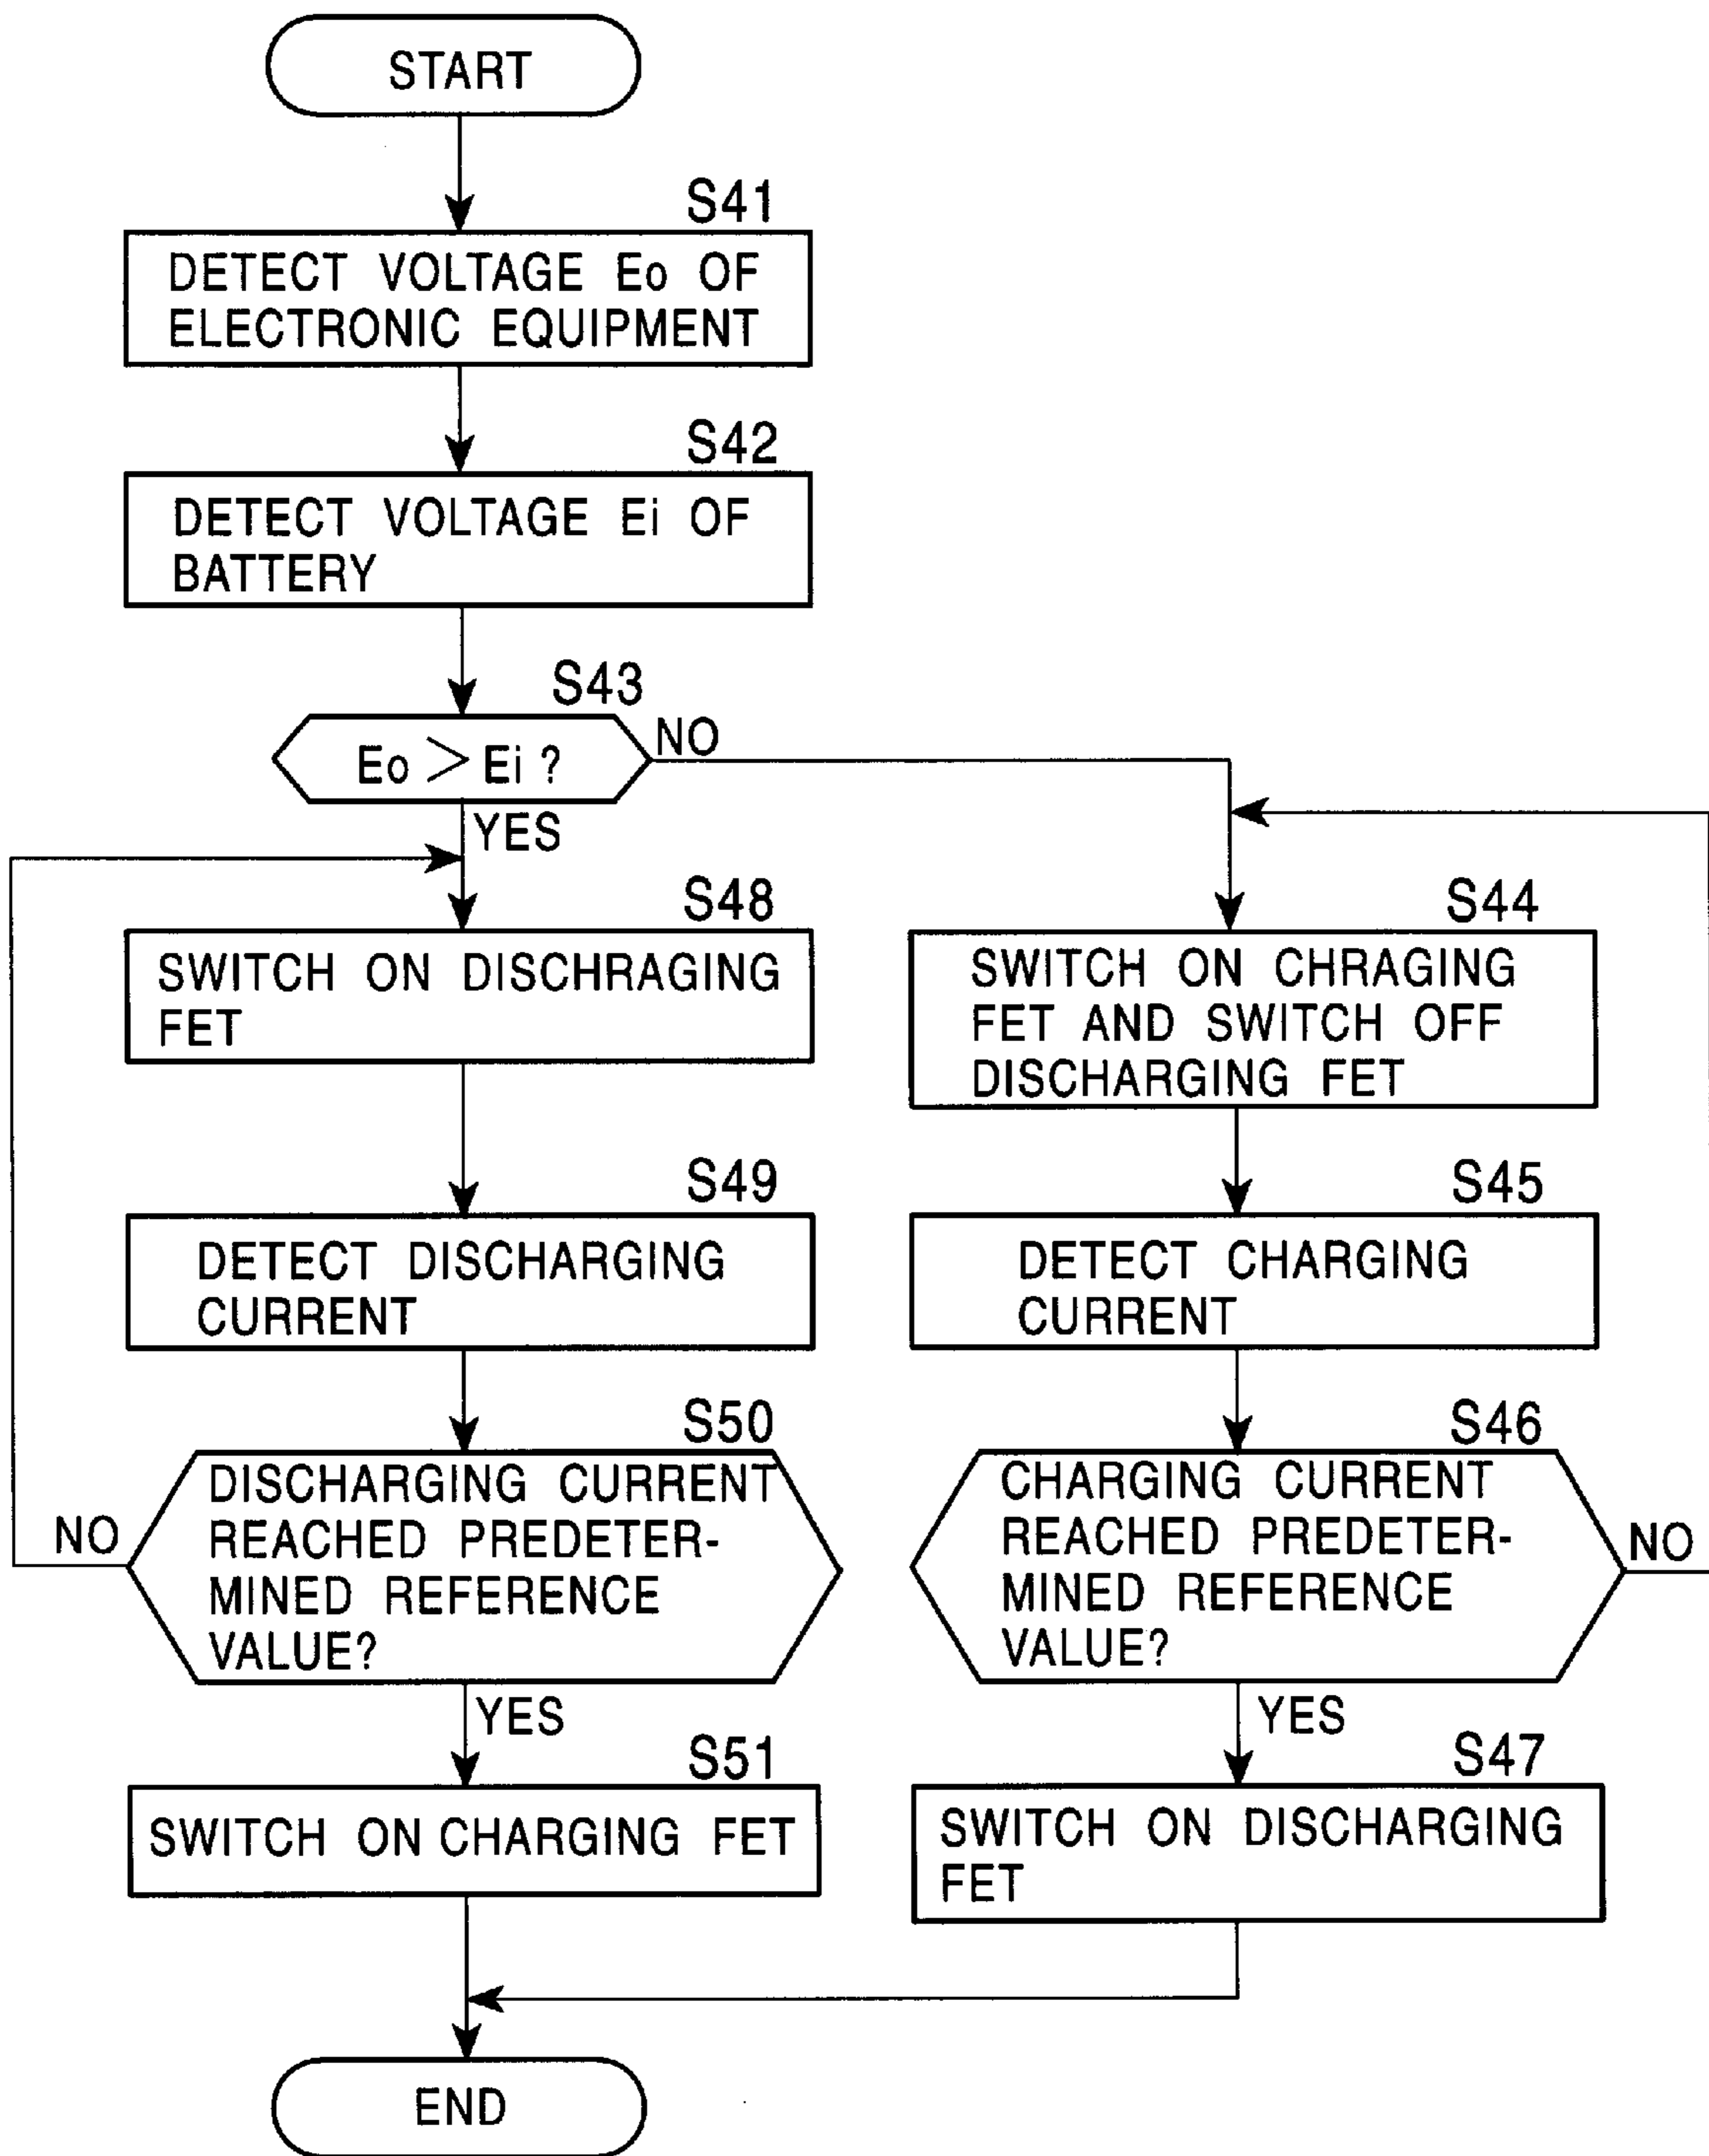 START
S41
DETECT VOLTAGE Eo OF
ELECTRONIC EQUIPMENT
S42
DETECT VOLTAGE Ei OF
BATTERY
S43
Eo > Ei ?
NO
YES
S48
SWITCH ON DISCHRAGING
FET
S49
DETECT DISCHARGING
CURRENT
S50
DISCHARGING CURRENT
REACHED PREDETER-
MINED REFERENCE
VALUE?
NO
YES
S51
SWITCH ON CHARGING FET
S44
SWITCH ON CHRAGING
FET AND SWITCH OFF
DISCHARGING FET
S45
DETECT CHARGING
CURRENT
S46
CHARGING CURRENT
REACHED PREDETER-
MINED REFERENCE
VALUE?
NO
YES
S47
SWITCH ON DISCHARGING
FET
END